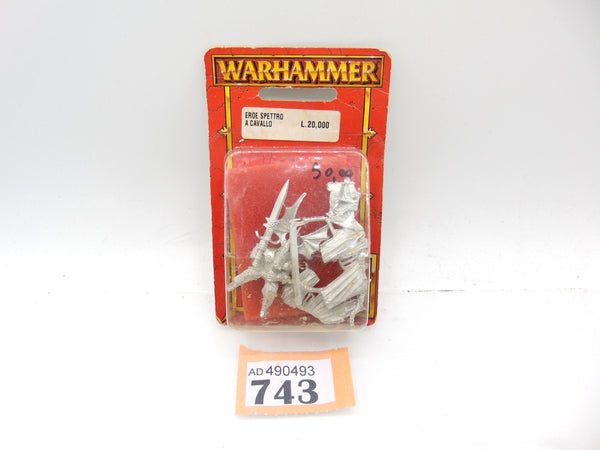 WARHAMMER
EROE SPETTRO
A CAVALLO L.20,000
50,00
AD 490493
743